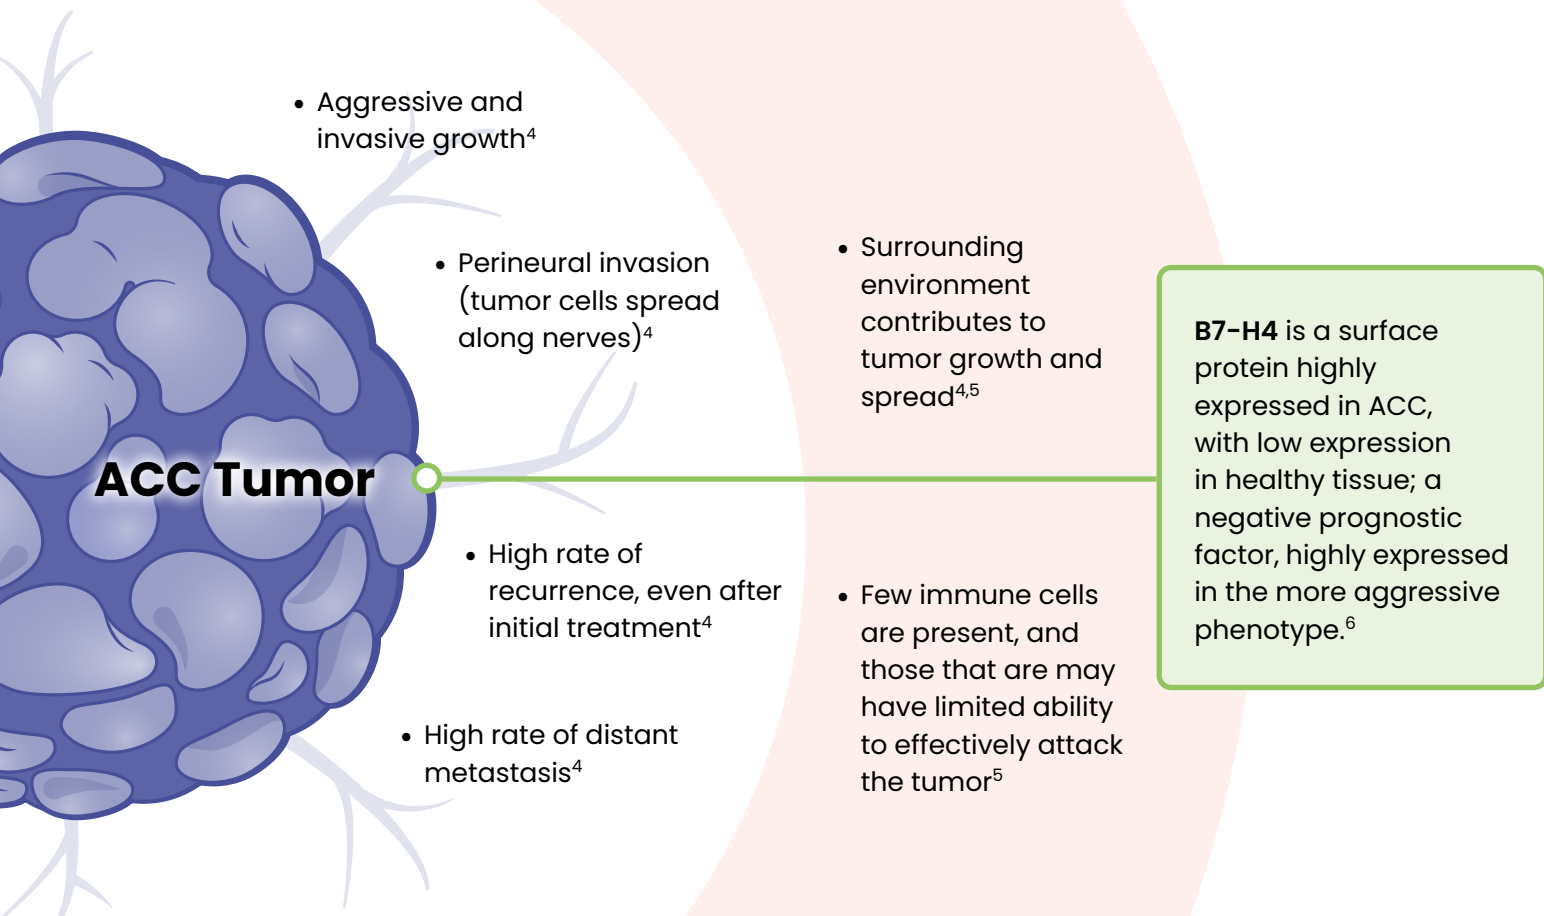 • Aggressive and
invasive growth⁴
• Perineural invasion
(tumor cells spread
along nerves)⁴
ACC Tumor
• High rate of
recurrence, even after
initial treatment⁴
• High rate of distant
metastasis⁴
• Surrounding
environment
contributes to
tumor growth and
spread⁴,⁵
• Few immune cells
are present, and
those that are may
have limited ability
to effectively attack
the tumor⁵
B7-H4 is a surface
protein highly
expressed in ACC,
with low expression
in healthy tissue; a
negative prognostic
factor, highly expressed
in the more aggressive
phenotype.⁶